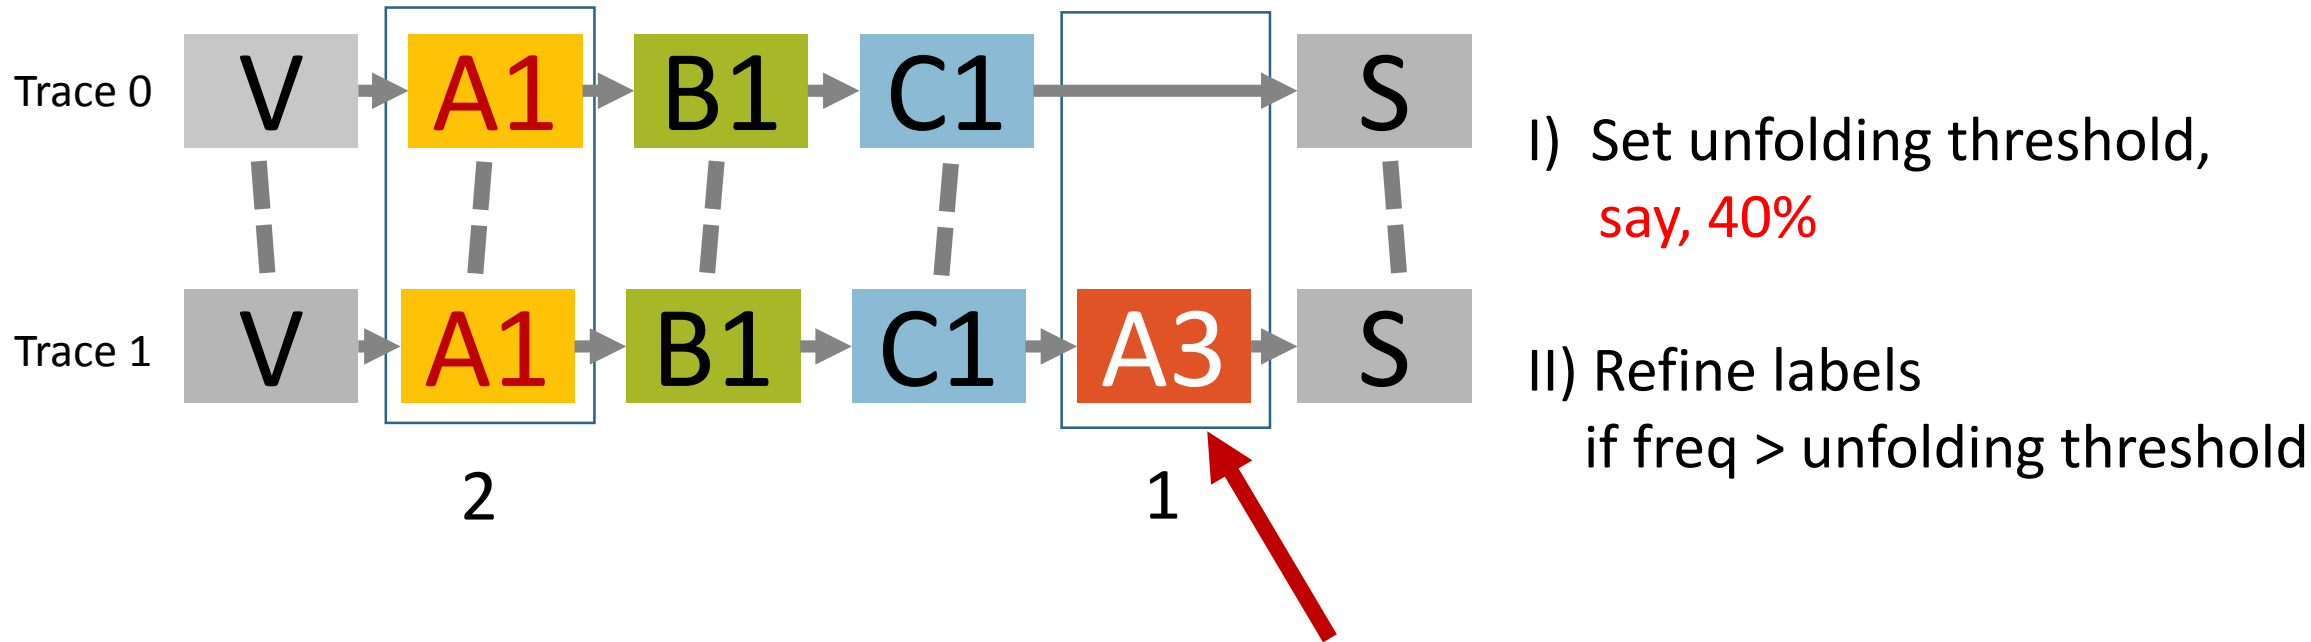 Trace 0 V A1 B1 C1 S
Trace 1 V A1 B1 C1 A3 S
2 1
I) Set unfolding threshold,
say, 40%
II) Refine labels
if freq > unfolding threshold